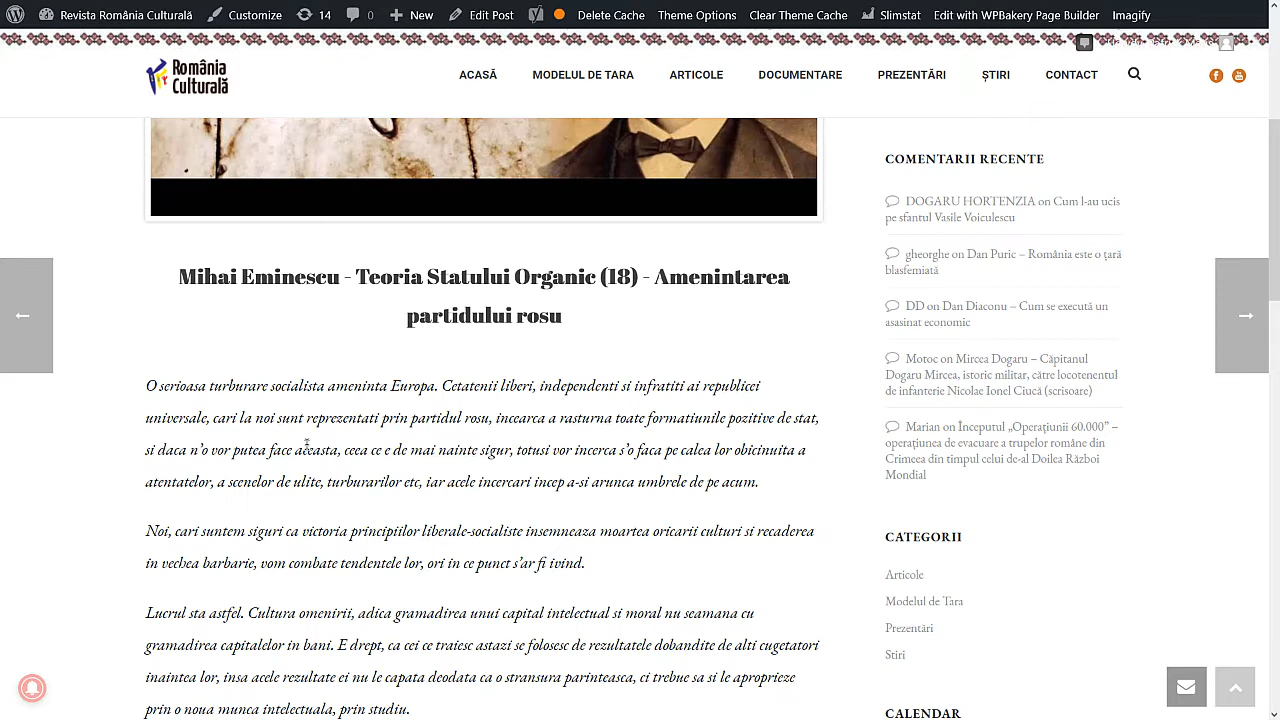 Revista România Culturală Customize 14 0 New Edit Post Delete Cache Theme Options Clear Theme Cache Slimstat Edit with WPBakery Page Builder Imagify
România
Culturală
ACASĂ MODELUL DE TARA ARTICOLE DOCUMENTARE PREZENTĂRI ȘTIRI CONTACT
Mihai Eminescu - Teoria Statului Organic (18) - Amenintarea
partidului rosu
O serioasa turburare socialista ameninta Europa. Cetatenii liberi, independenti si infratiti ai republicei
universale, cari la noi sunt reprezentati prin partidul rosu, incearca a rasturna toate formatiunile pozitive de stat,
si daca n’o vor putea face aceasta, ceea ce e de mai nainte sigur, totusi vor incerca s’o faca pe calea lor obicinuita a
atentatelor, a scenelor de ulite, turburarilor etc, iar acele incercari incep a-si arunca umbrele de pe acum.
Noi, cari suntem siguri ca victoria principiilor liberale-socialiste insemneaza moartea oricarii culturi si recaderea
in vechea barbarie, vom combate tendentele lor, ori in ce punct s’ar fi ivind.
Lucrul sta astfel. Cultura omenirii, adica gramadirea unui capital intelectual si moral nu seamana cu
gramadirea capitalelor in bani. E drept, ca cei ce traiesc astazi se folosesc de rezultatele dobandite de alti cugetatori
inaintea lor, insa acele rezultate ei nu le capata deodata ca o stransura parinteasca, ci trebue sa si le aproprieze
prin o noua munca intelectuala, prin studiu.
COMENTARII RECENTE
DOGARU HORTENZIA on Cum l-au ucis
pe sfantul Vasile Voiculescu
gheorghe on Dan Puric – România este o țară
blasfemiată
DD on Dan Diaconu – Cum se execută un
asasinat economic
Motoc on Mircea Dogaru – Căpitanul
Dogaru Mircea, istoric militar, către locotenentul
de infanterie Nicolae Ionel Ciucă (scrisoare)
Marian on Începutul „Operațiunii 60.000” –
operațiunea de evacuare a trupelor române din
Crimeea din timpul celui de-al Doilea Război
Mondial
CATEGORII
Articole
Modelul de Tara
Prezentări
Stiri
CALENDAR